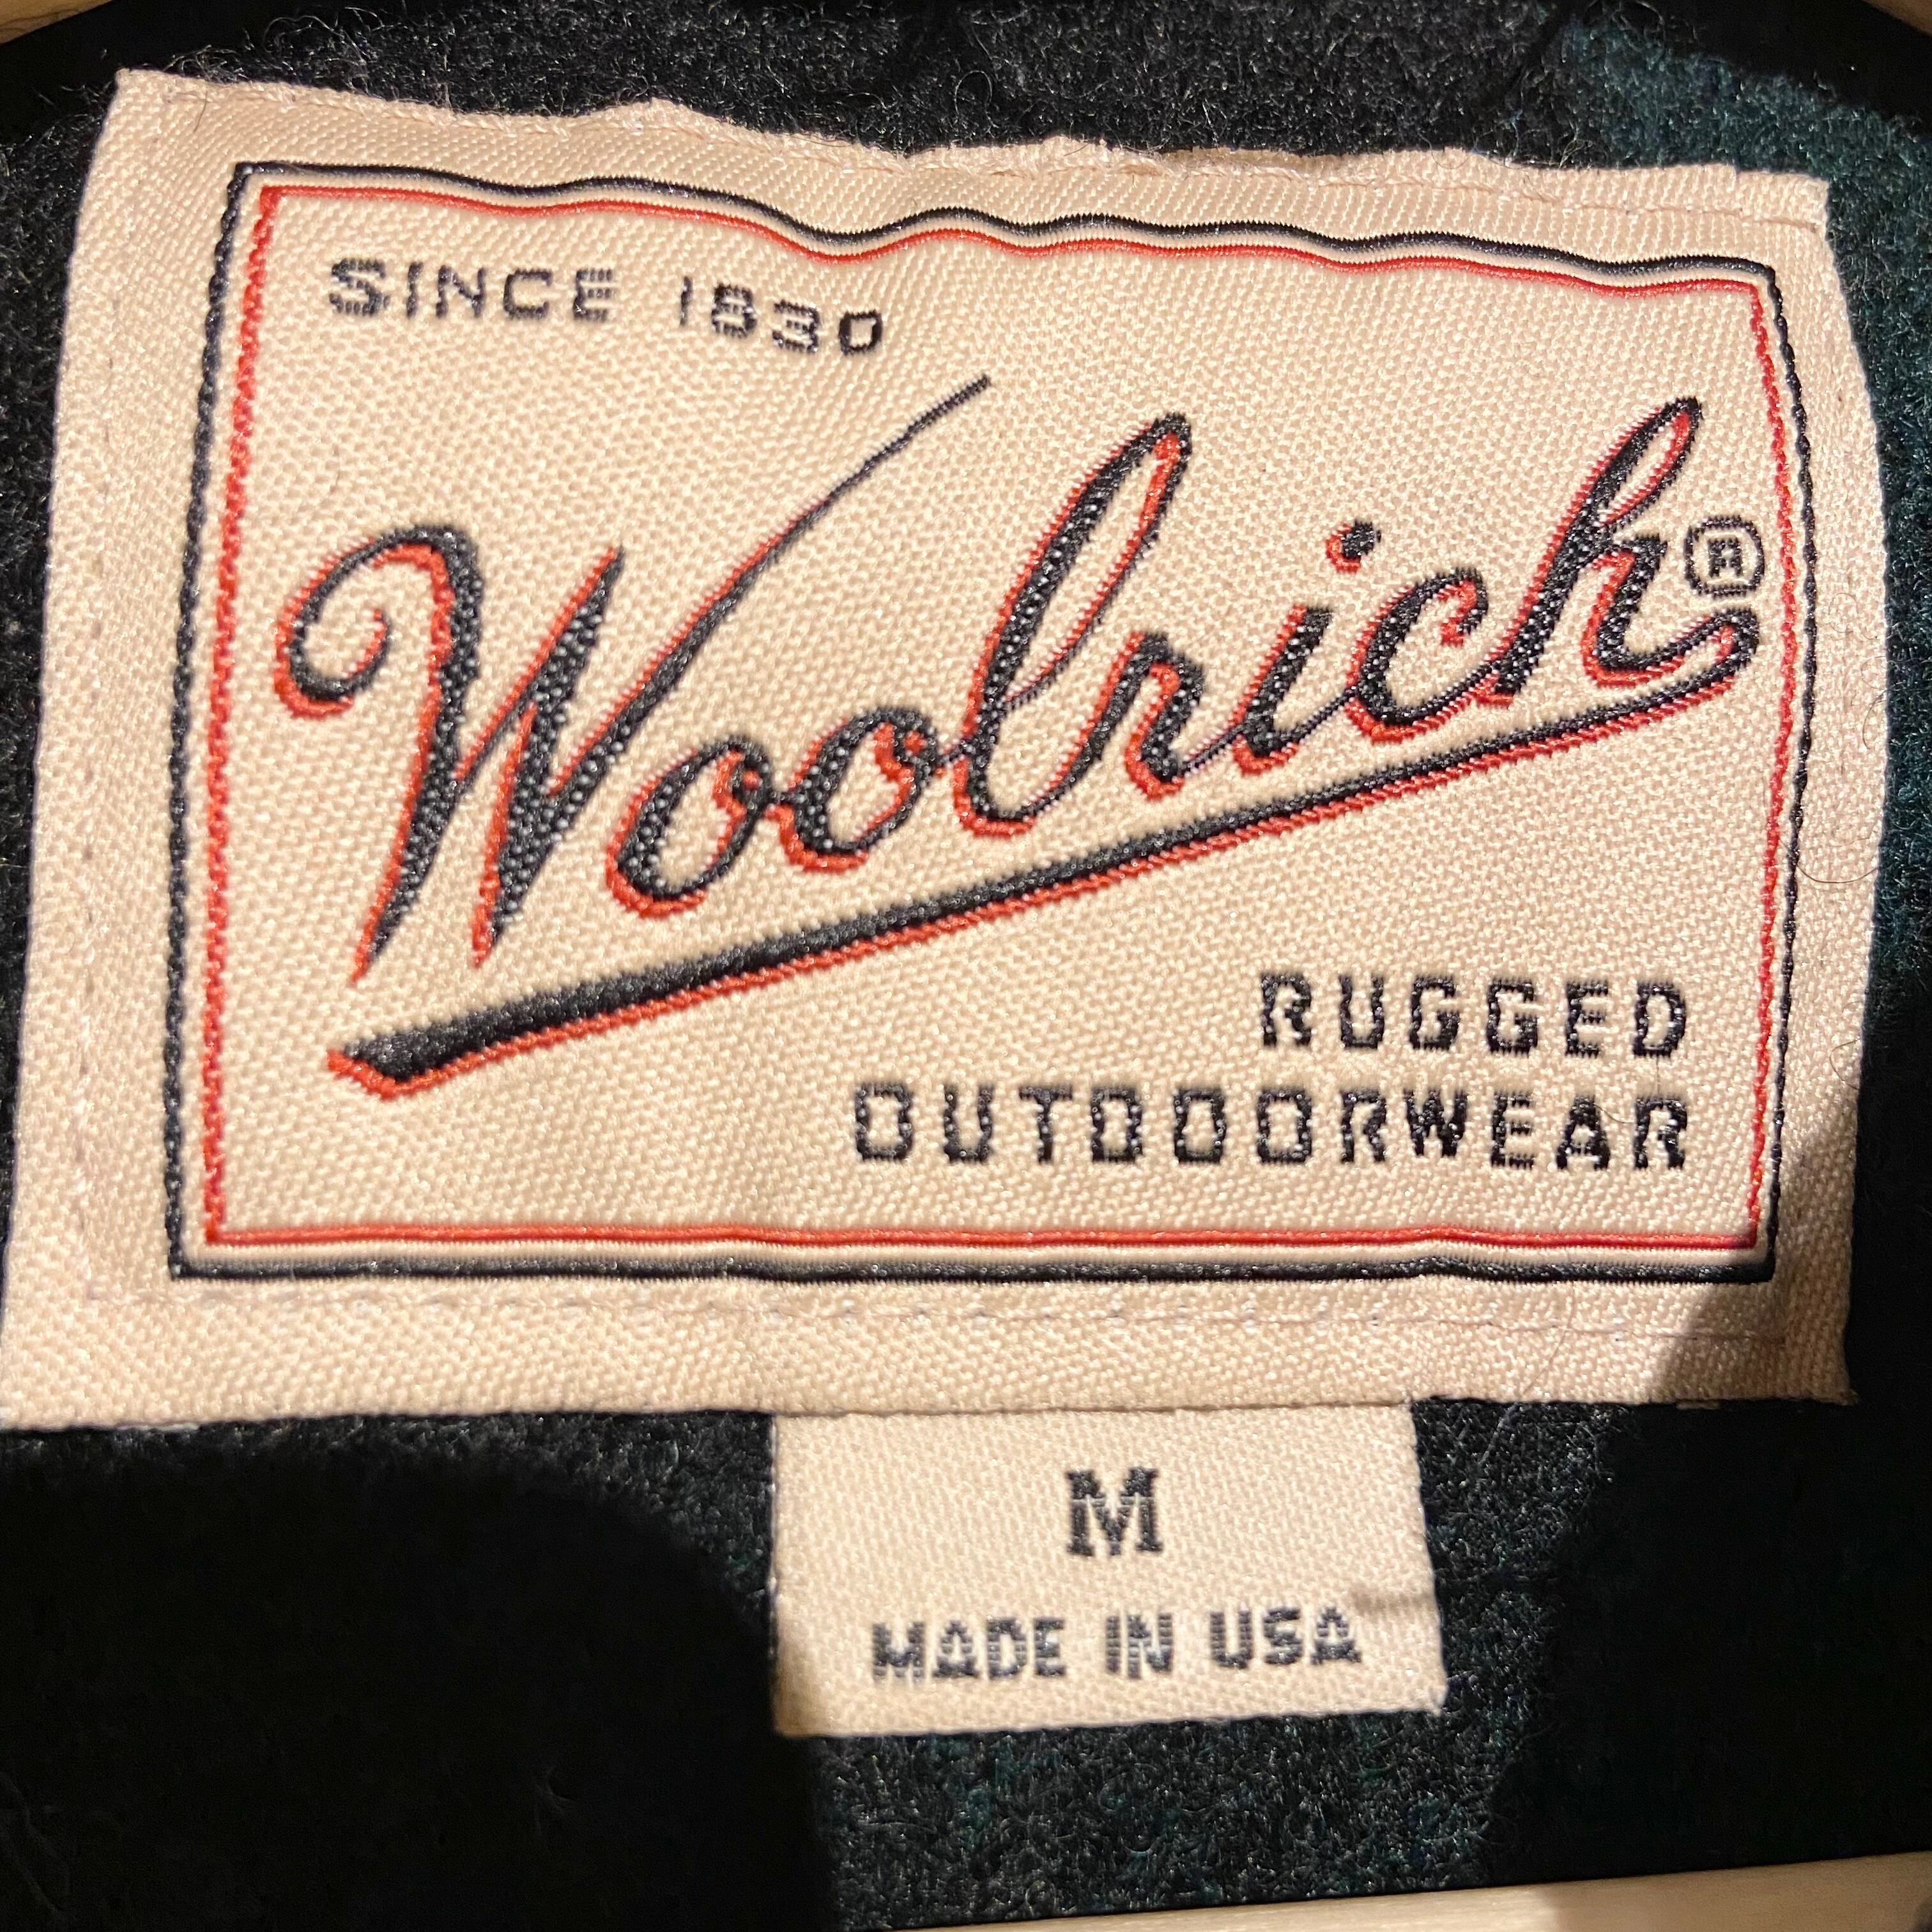 SINCE 1830
Woolrich®
RUGGED
OUTDOORWEAR
M
MADE IN USA